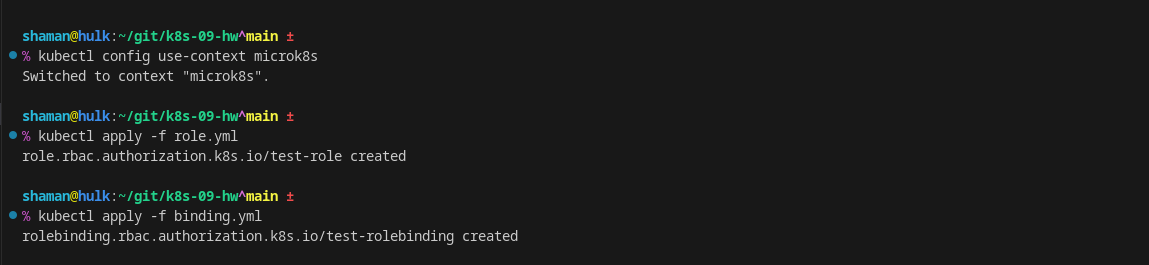 shaman@hulk:~/git/k8s-09-hw^main ±
% kubectl config use-context microk8s
Switched to context "microk8s".
shaman@hulk:~/git/k8s-09-hw^main ±
% kubectl apply -f role.yml
role.rbac.authorization.k8s.io/test-role created
shaman@hulk:~/git/k8s-09-hw^main ±
% kubectl apply -f binding.yml
rolebinding.rbac.authorization.k8s.io/test-rolebinding created